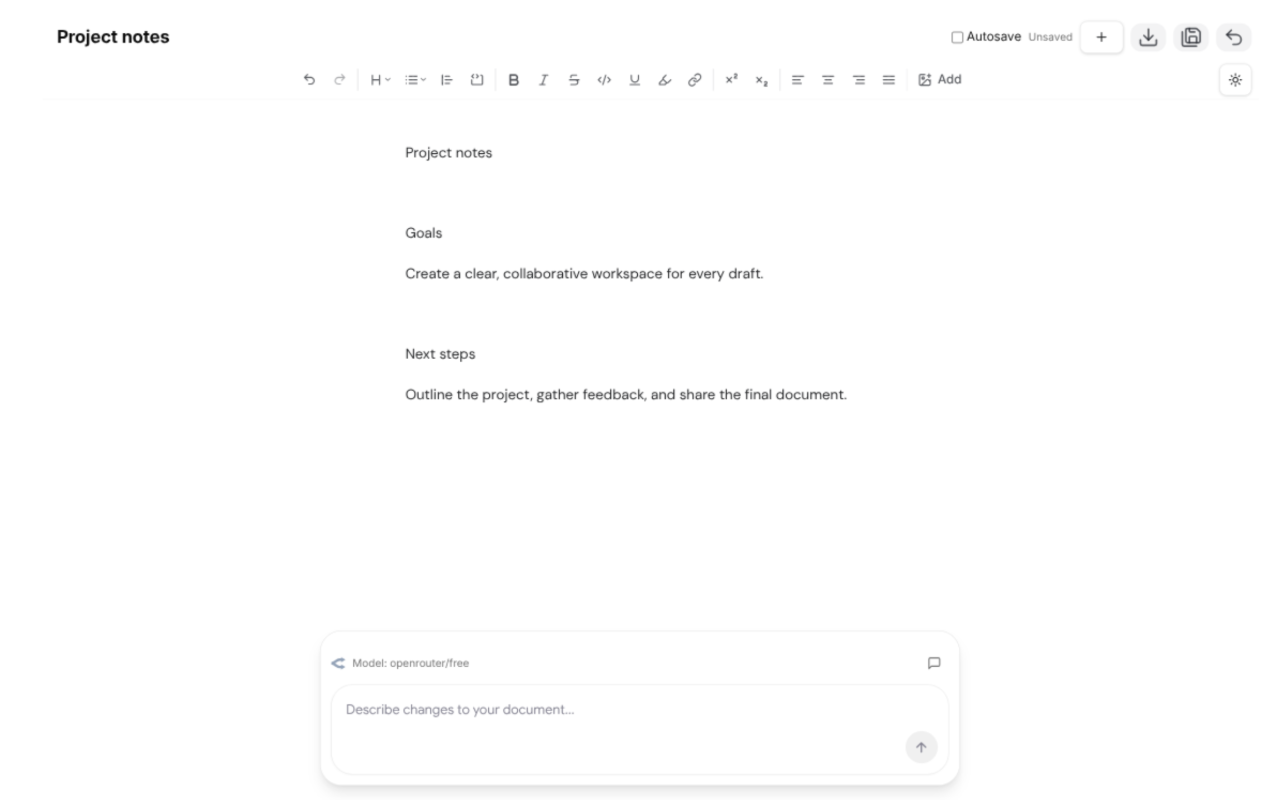 Project notes
Autosave Unsaved
H B I S </> U x² x₂ Add
Project notes
Goals
Create a clear, collaborative workspace for every draft.
Next steps
Outline the project, gather feedback, and share the final document.
Model: openrouter/free
Describe changes to your document...